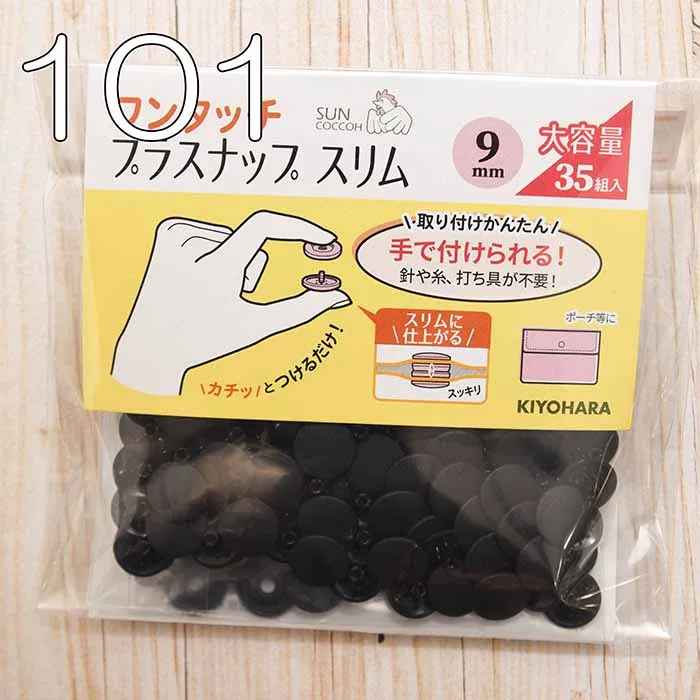 101
ワンタッチ
プラスナップ スリム
SUN
COCCOH
9
mm
大容量
35組入
\取り付けかんたん/
手で付けられる!
針や糸、打ち具が不要!
スリムに
\仕上がる/
スッキリ
ポーチ等に
\カチッ/とつけるだけ!
KIYOHARA